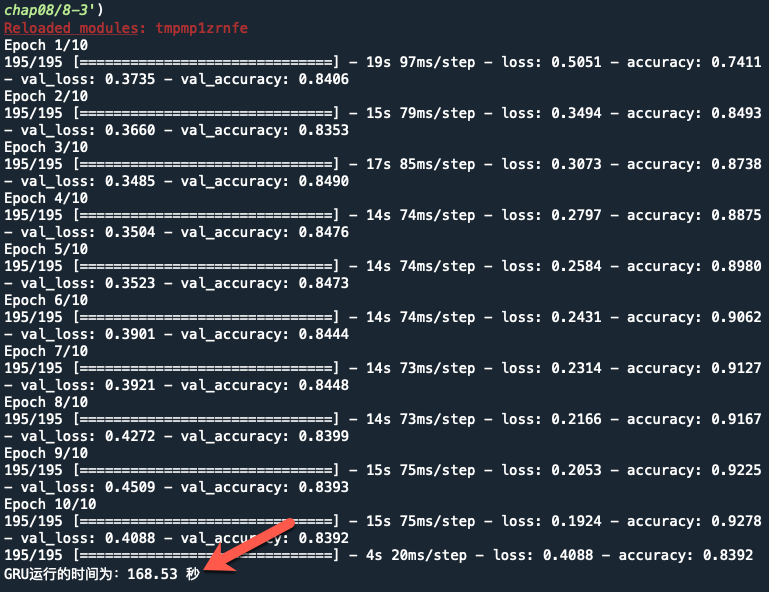 chap08/8-3')
Reloaded modules: tmpmp1zrnfe
Epoch 1/10
195/195 [==============================] - 19s 97ms/step - loss: 0.5051 - accuracy: 0.7411
- val_loss: 0.3735 - val_accuracy: 0.8406
Epoch 2/10
195/195 [==============================] - 15s 79ms/step - loss: 0.3494 - accuracy: 0.8493
- val_loss: 0.3660 - val_accuracy: 0.8353
Epoch 3/10
195/195 [==============================] - 17s 85ms/step - loss: 0.3073 - accuracy: 0.8738
- val_loss: 0.3485 - val_accuracy: 0.8490
Epoch 4/10
195/195 [==============================] - 14s 74ms/step - loss: 0.2797 - accuracy: 0.8875
- val_loss: 0.3504 - val_accuracy: 0.8476
Epoch 5/10
195/195 [==============================] - 14s 74ms/step - loss: 0.2584 - accuracy: 0.8980
- val_loss: 0.3523 - val_accuracy: 0.8473
Epoch 6/10
195/195 [==============================] - 14s 74ms/step - loss: 0.2431 - accuracy: 0.9062
- val_loss: 0.3901 - val_accuracy: 0.8444
Epoch 7/10
195/195 [==============================] - 14s 73ms/step - loss: 0.2314 - accuracy: 0.9127
- val_loss: 0.3921 - val_accuracy: 0.8448
Epoch 8/10
195/195 [==============================] - 14s 73ms/step - loss: 0.2166 - accuracy: 0.9167
- val_loss: 0.4272 - val_accuracy: 0.8399
Epoch 9/10
195/195 [==============================] - 15s 75ms/step - loss: 0.2053 - accuracy: 0.9225
- val_loss: 0.4509 - val_accuracy: 0.8393
Epoch 10/10
195/195 [==============================] - 15s 75ms/step - loss: 0.1924 - accuracy: 0.9278
- val_loss: 0.4088 - val_accuracy: 0.8392
195/195 [==============================] - 4s 20ms/step - loss: 0.4088 - accuracy: 0.8392
GRU运行的时间为: 168.53 秒